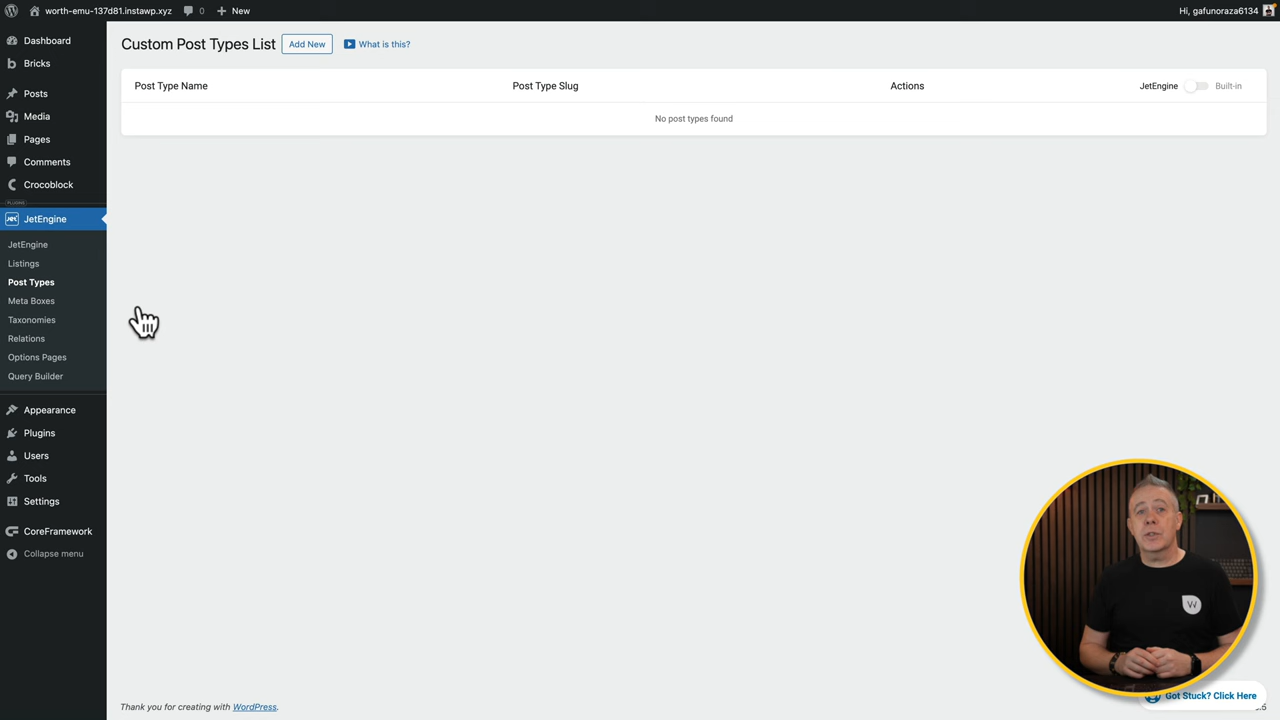 worth-emu-137d81.instawp.xyz
0
New
Hi, gafunoraza6134
Dashboard
Bricks
Posts
Media
Pages
Comments
Crocoblock
JetEngine
JetEngine
Listings
Post Types
Meta Boxes
Taxonomies
Relations
Options Pages
Query Builder
Appearance
Plugins
Users
Tools
Settings
CoreFramework
Collapse menu
Custom Post Types List
Add New
What is this?
Post Type Name
Post Type Slug
Actions
JetEngine
Built-in
No post types found
W
Got Stuck? Click Here
Thank you for creating with WordPress.